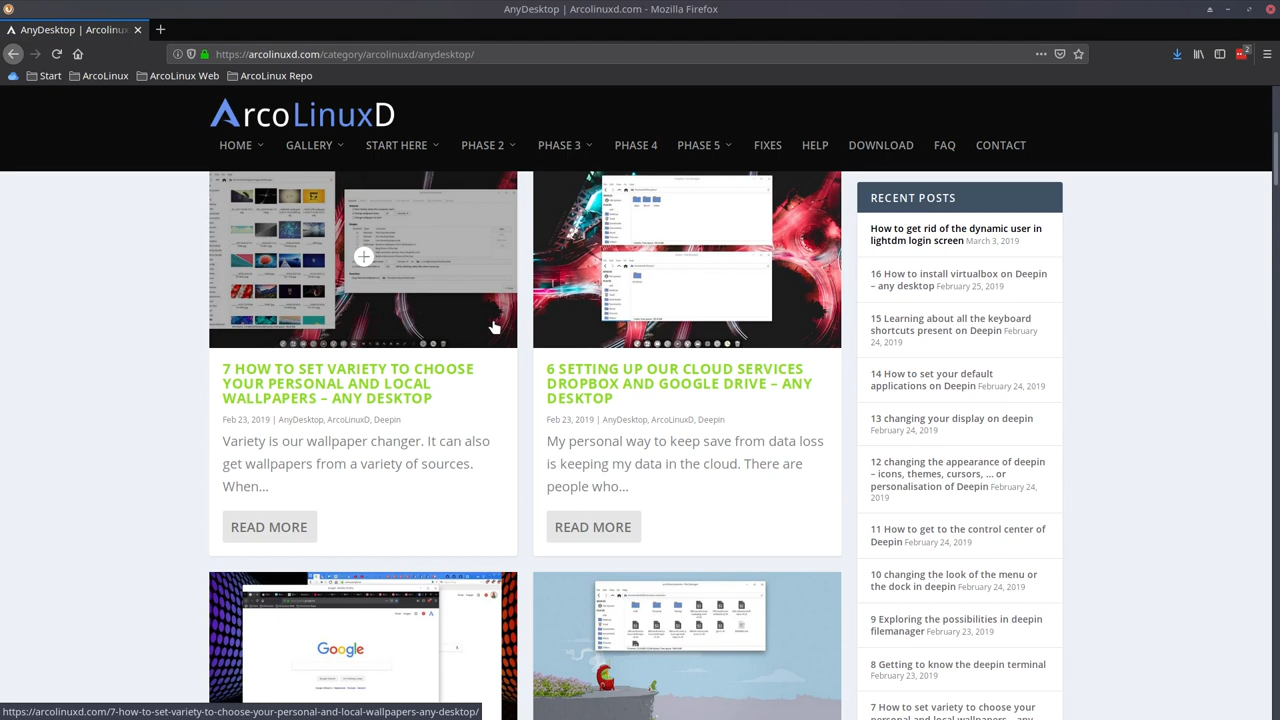 AnyDesktop | Arcolinuxd.com - Mozilla Firefox
AnyDesktop | Arcolinux
https://arcolinuxd.com/category/arcolinuxd/anydesktop/
2
Start
ArcoLinux
ArcoLinux Web
ArcoLinux Repo
ArcoLinuxD
HOME
GALLERY
START HERE
PHASE 2
PHASE 3
PHASE 4
PHASE 5
FIXES
HELP
DOWNLOAD
FAQ
CONTACT
7 HOW TO SET VARIETY TO CHOOSE
YOUR PERSONAL AND LOCAL
WALLPAPERS – ANY DESKTOP
Feb 23, 2019 | AnyDesktop, ArcoLinuxD, Deepin
Variety is our wallpaper changer. It can also
get wallpapers from a variety of sources.
When...
READ MORE
6 SETTING UP OUR CLOUD SERVICES
DROPBOX AND GOOGLE DRIVE – ANY
DESKTOP
Feb 23, 2019 | AnyDesktop, ArcoLinuxD, Deepin
My personal way to keep save from data loss
is keeping my data in the cloud. There are
people who...
READ MORE
Google
RECENT POSTS
How to get rid of the dynamic user in
lightdm login screen March 3, 2019
16 How to install virtualbox on Deepin
– any desktop February 25, 2019
15 Learning about all the keyboard
shortcuts present on Deepin February
24, 2019
14 How to set your default
applications on Deepin February 24, 2019
13 changing your display on deepin
February 24, 2019
12 changing the appearance of deepin
– icons, themes, cursors, ... or
personalisation of Deepin February 24,
2019
11 How to get to the control center of
Deepin February 24, 2019
10 changing the look of the menu or
the dock in deepin February 24, 2019
9 Exploring the possibilities in deepin
filemanager February 23, 2019
8 Getting to know the deepin terminal
February 23, 2019
7 How to set variety to choose your
personal and local wallpapers – any
https://arcolinuxd.com/7-how-to-set-variety-to-choose-your-personal-and-local-wallpapers-any-desktop/